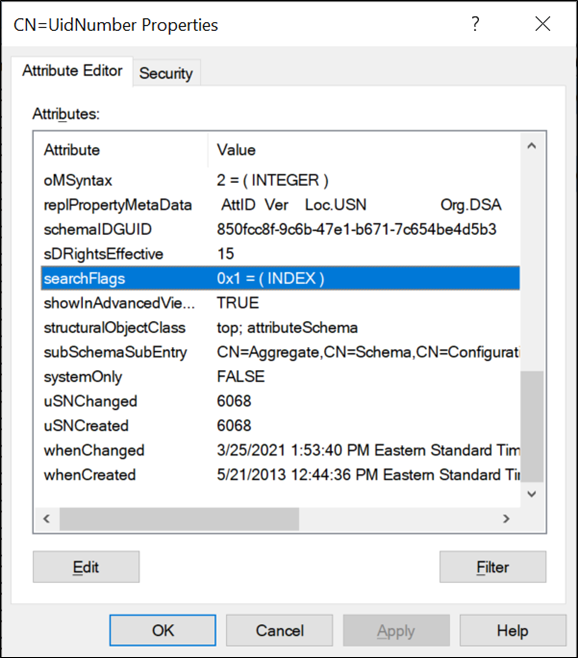 CN=UidNumber Properties
Attribute Editor Security
Attributes:
Attribute Value
oMSyntax 2 = ( INTEGER )
replPropertyMetaData AttID Ver Loc.USN Org.DSA
schemaIDGUID 850fcc8f-9c6b-47e1-b671-7c654be4d5b3
sDRightsEffective 15
searchFlags 0x1 = ( INDEX )
showInAdvancedVie... TRUE
structuralObjectClass top; attributeSchema
subSchemaSubEntry CN=Aggregate,CN=Schema,CN=Configurati
systemOnly FALSE
uSNChanged 6068
uSNCreated 6068
whenChanged 3/25/2021 1:53:40 PM Eastern Standard Tim
whenCreated 5/21/2013 12:44:36 PM Eastern Standard Ti
Edit Filter
OK Cancel Apply Help